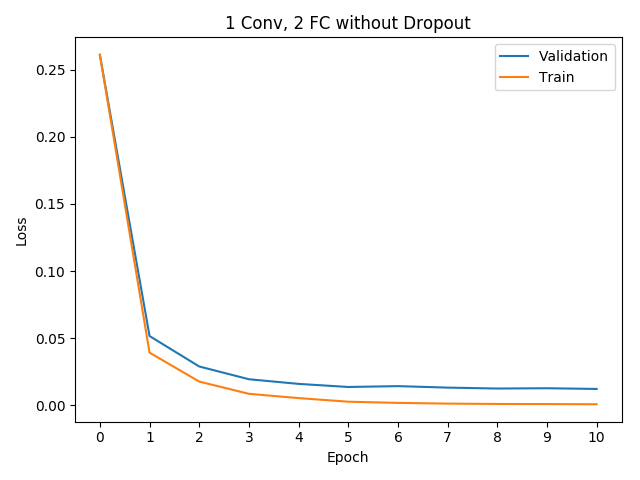 1 Conv, 2 FC without Dropout
Validation
Train
0.25
0.20
0.15
0.10
0.05
0.00
Loss
0 1 2 3 4 5 6 7 8 9 10
Epoch